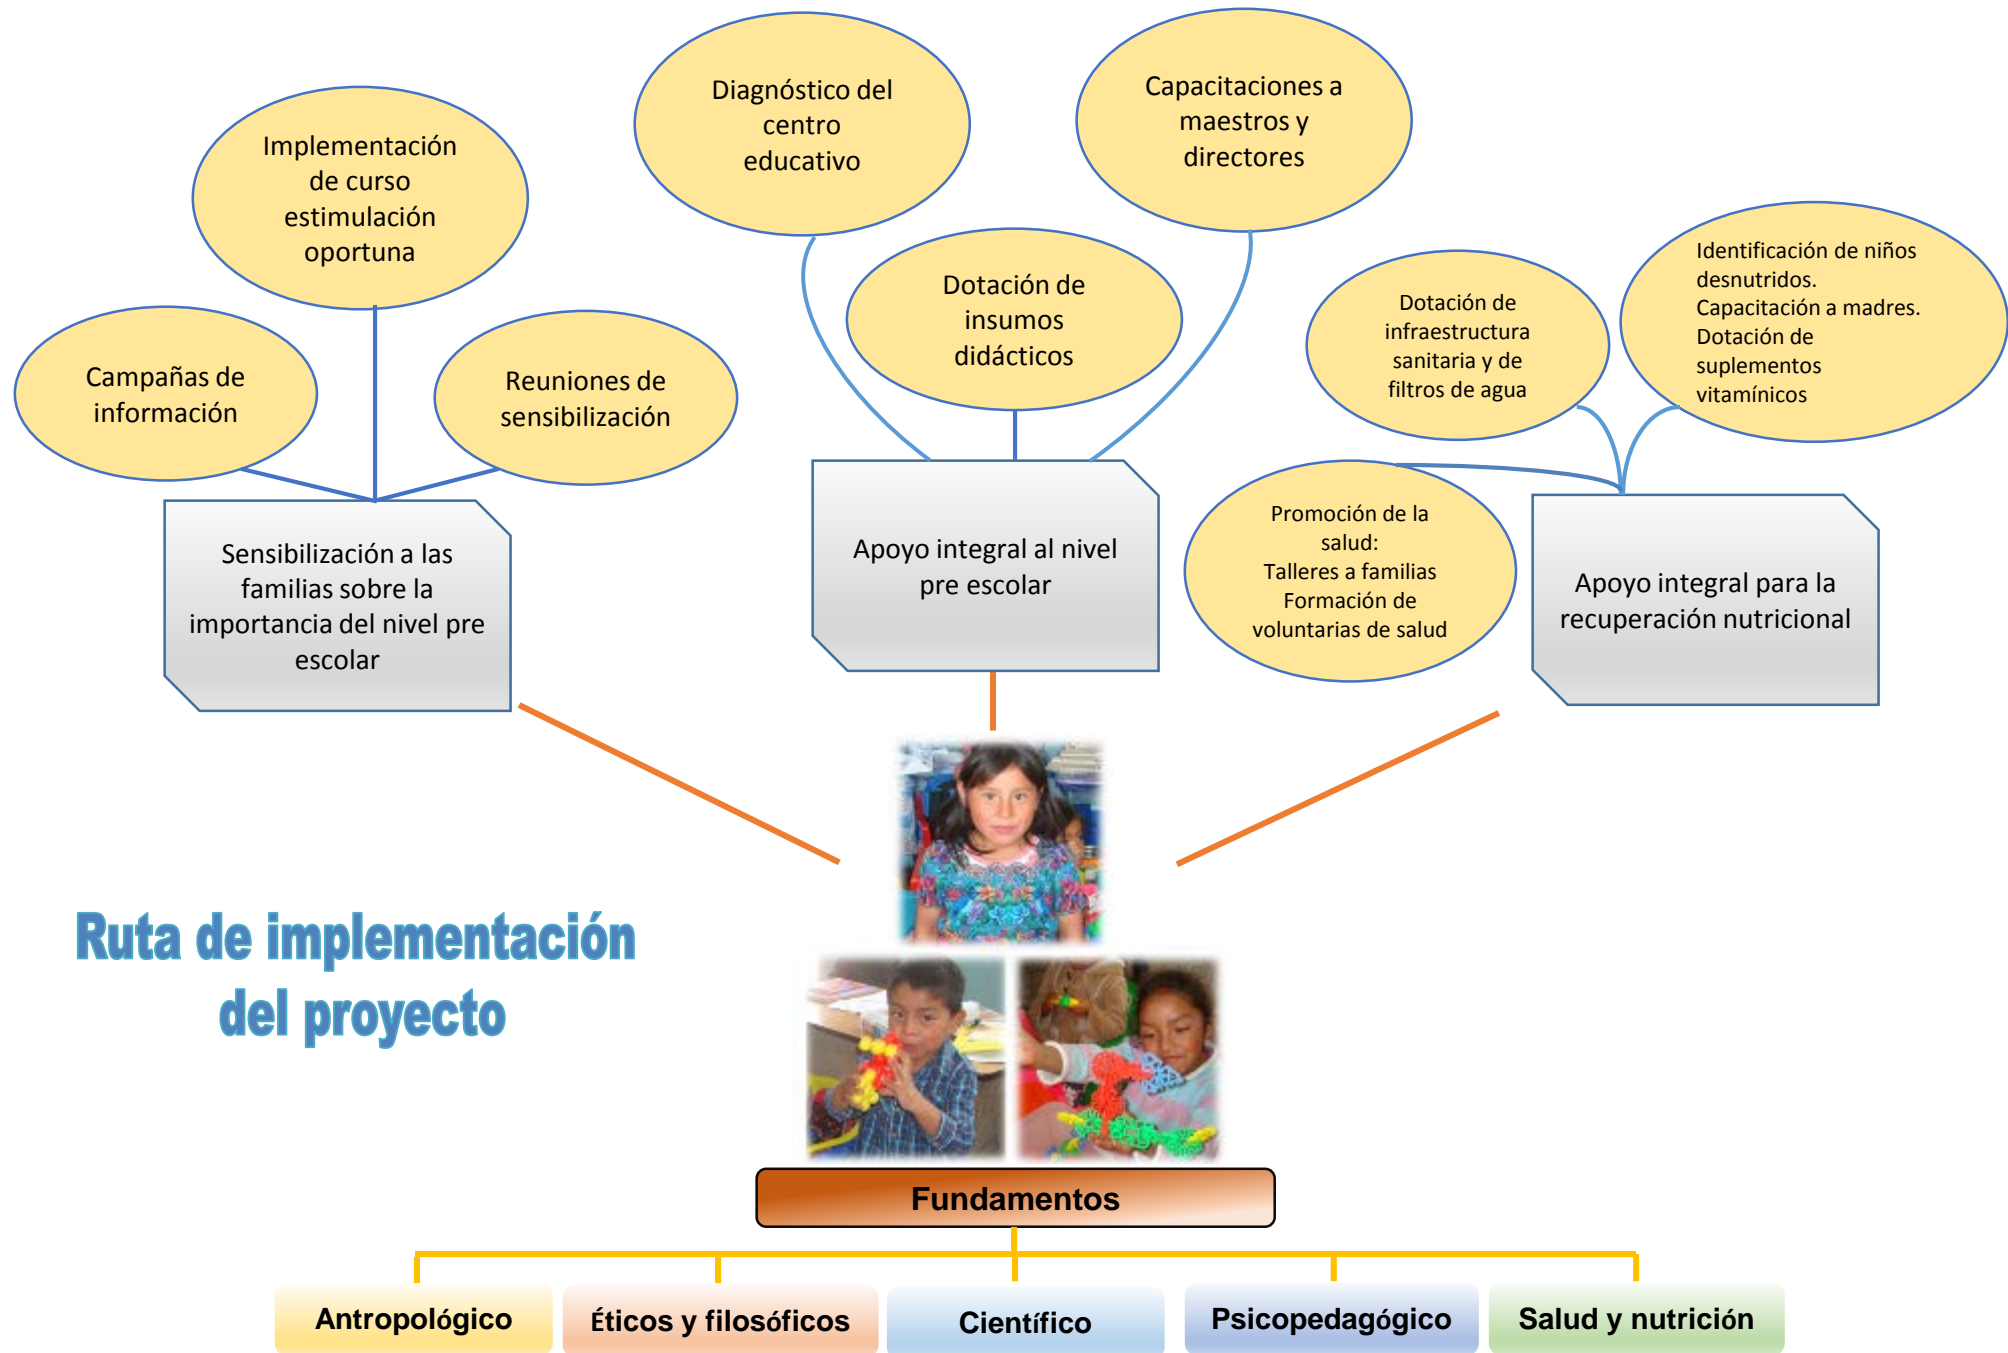 Diagnóstico del
centro
educativo
Capacitaciones a
maestros y
directores
Implementación
de curso
estimulación
oportuna
Dotación de
insumos
didácticos
Campañas de
información
Reuniones de
sensibilización
Dotación de
infraestructura
sanitaria y de
filtros de agua
Identificación de niños
desnutridos.
Capacitación a madres.
Dotación de
suplementos
vitamínicos
Promoción de la
salud:
Talleres a familias
Formación de
voluntarias de salud
Sensibilización a las
familias sobre la
importancia del nivel pre
escolar
Apoyo integral al nivel
pre escolar
Apoyo integral para la
recuperación nutricional
Ruta de implementación
del proyecto
Fundamentos
Antropológico
Éticos y filosóficos
Científico
Psicopedagógico
Salud y nutrición